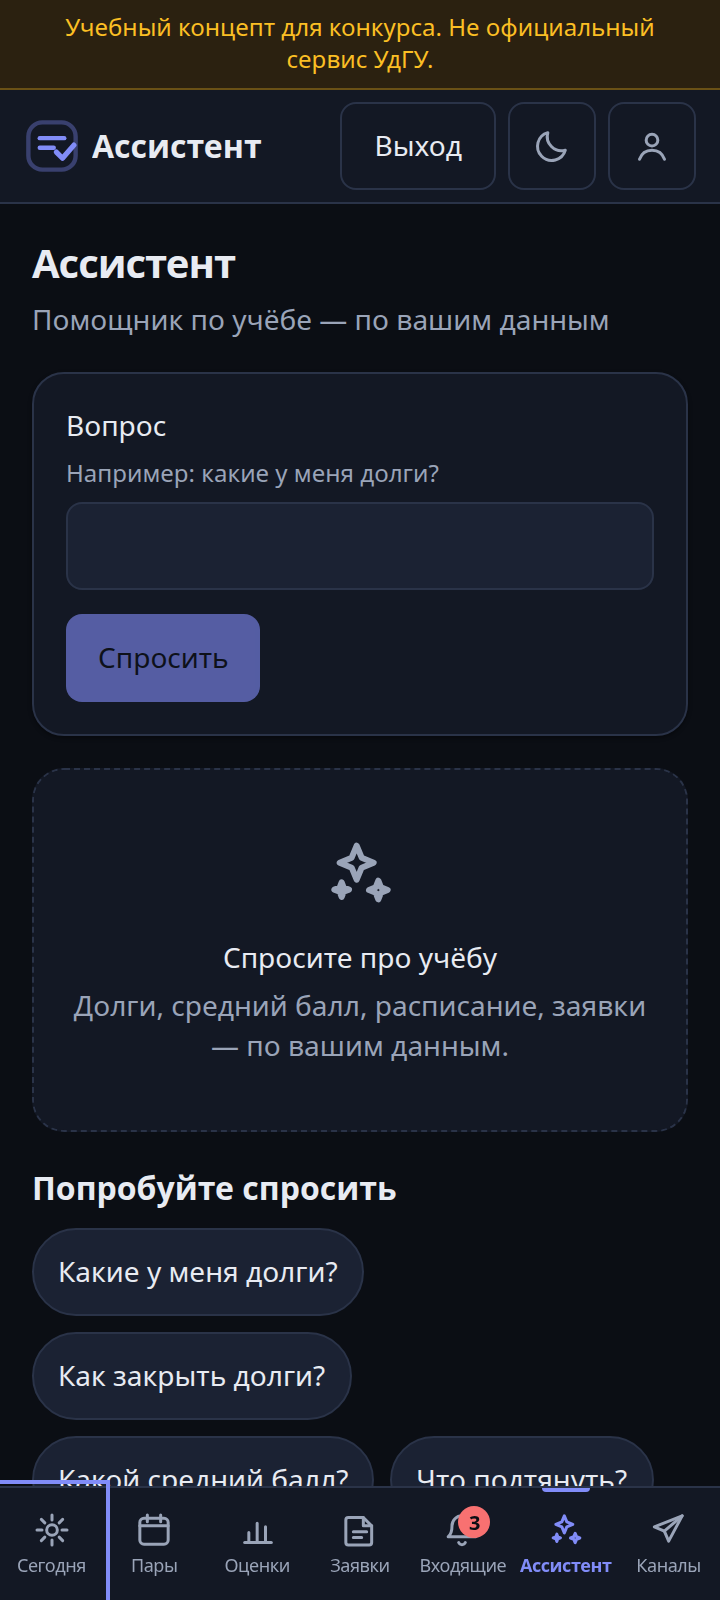 Учебный концепт для конкурса. Не официальный
сервис УдГУ.
Ассистент
Выход
Ассистент
Помощник по учёбе — по вашим данным
Вопрос
Например: какие у меня долги?
Спросить
Спросите про учёбу
Долги, средний балл, расписание, заявки
— по вашим данным.
Попробуйте спросить
Какие у меня долги?
Как закрыть долги?
Какой средний балл? Что подтянуть?
3
Сегодня Пары Оценки Заявки Входящие Ассистент Каналы